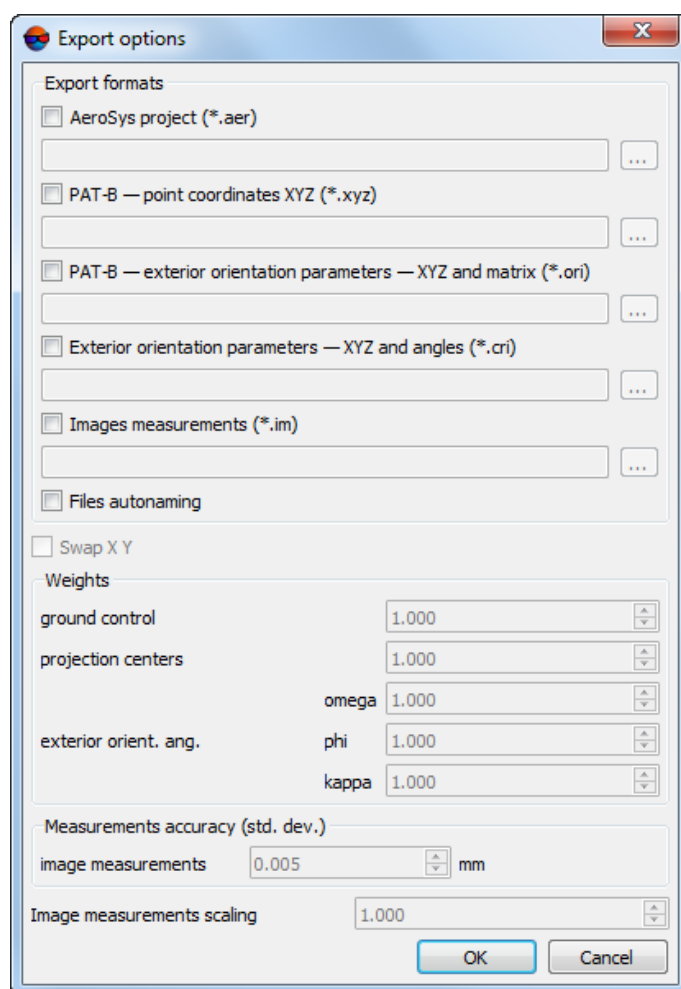 Export options
Export formats
AeroSys project (*.aer)
...
PAT-B — point coordinates XYZ (*.xyz)
...
PAT-B — exterior orientation parameters — XYZ and matrix (*.ori)
...
Exterior orientation parameters — XYZ and angles (*.cri)
...
Images measurements (*.im)
...
Files autonaming
Swap X Y
Weights
ground control 1.000
projection centers 1.000
omega 1.000
exterior orient. ang. phi 1.000
kappa 1.000
Measurements accuracy (std. dev.)
image measurements 0.005 mm
Image measurements scaling 1.000
OK Cancel